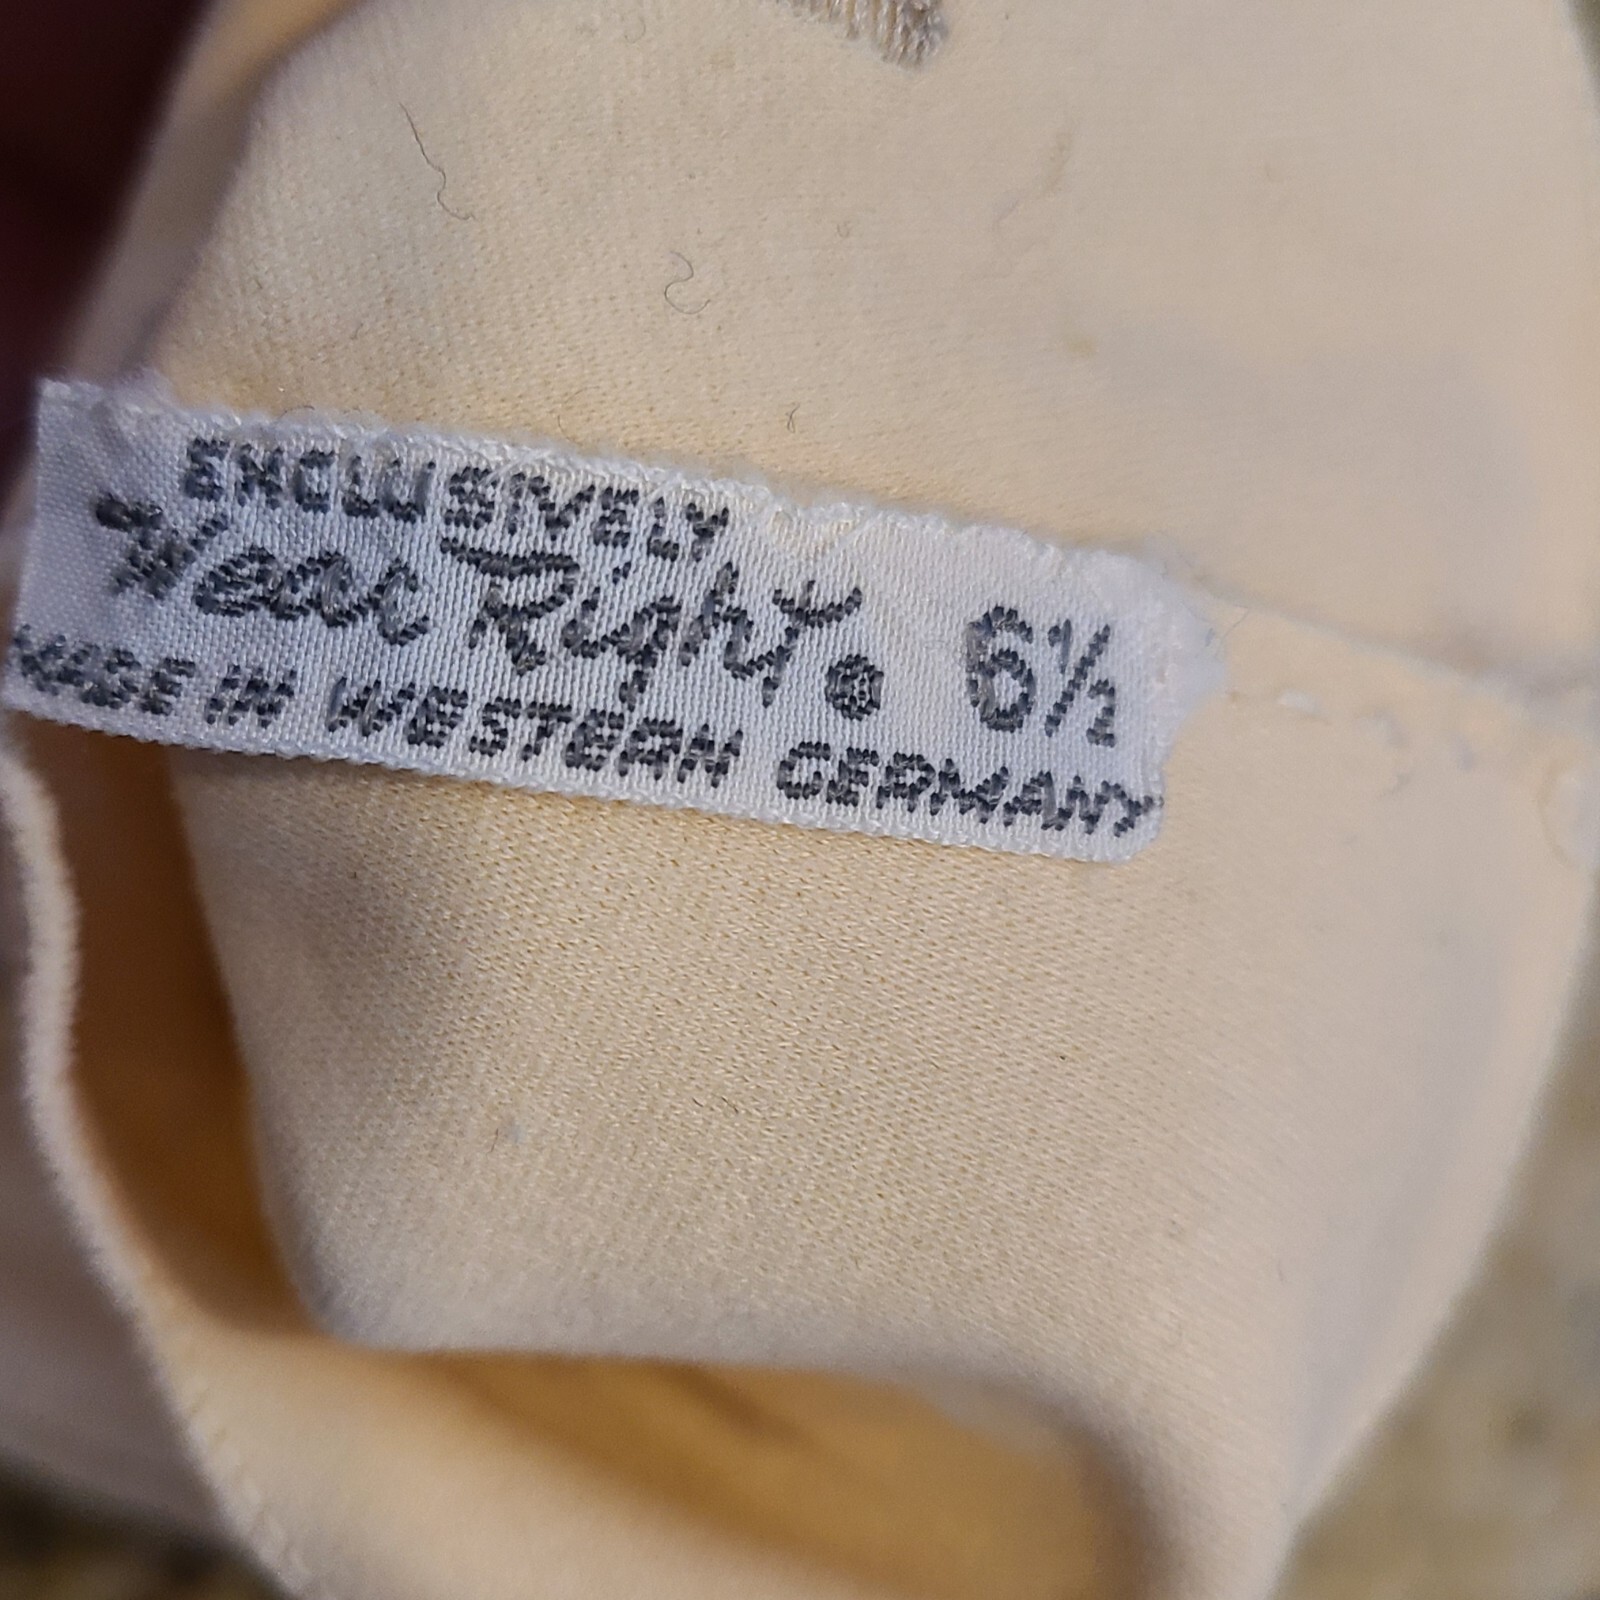 EXCLUSIVELY
Wear Right ® 6½
MADE IN WESTERN GERMANY